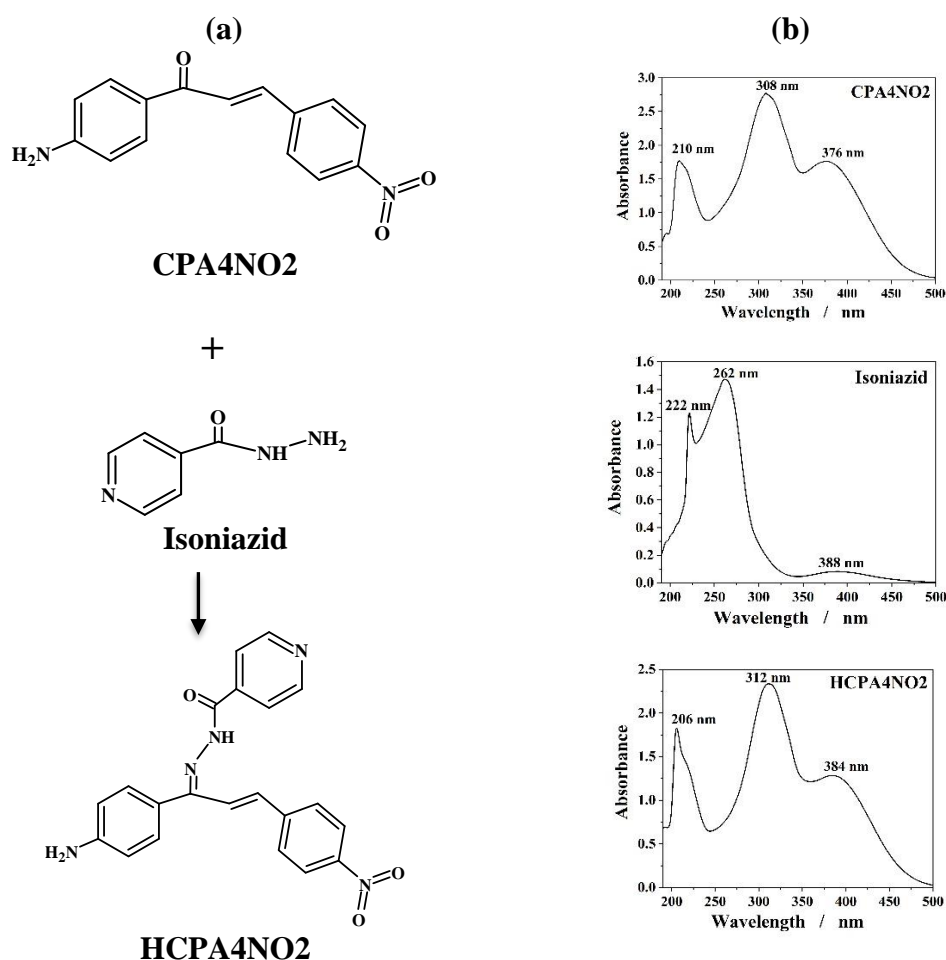 (a)
O
H2N
N
O
O
CPA4NO2
+
O
NH
NH2
N
Isoniazid
N
O
NH
N
H2N
N
O
O
HCPA4NO2
(b)
CPA4NO2
308 nm
210 nm
376 nm
Absorbance
3.0
2.5
2.0
1.5
1.0
0.5
0.0
200 250 300 350 400 450 500
Wavelength / nm
Isoniazid
262 nm
222 nm
388 nm
Absorbance
1.6
1.4
1.2
1.0
0.8
0.6
0.4
0.2
0.0
200 250 300 350 400 450 500
Wavelength / nm
HCPA4NO2
312 nm
206 nm
384 nm
Absorbance
2.5
2.0
1.5
1.0
0.5
0.0
200 250 300 350 400 450 500
Wavelength / nm